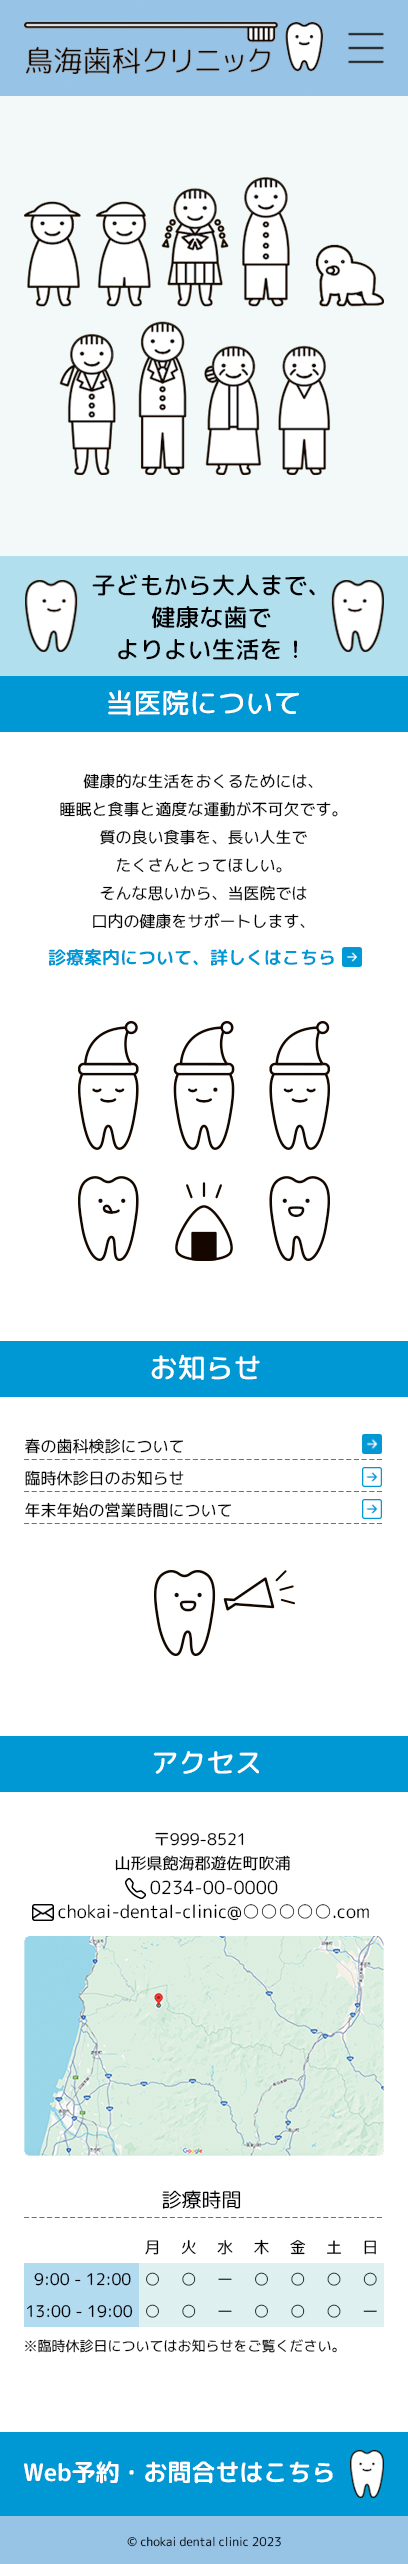 鳥海歯科クリニック
子どもから大人まで、
健康な歯で
よりよい生活を！
当医院について
健康的な生活をおくるためには、
睡眠と食事と適度な運動が不可欠です。
質の良い食事を、長い人生で
たくさんとってほしい。
そんな思いから、当医院では
口内の健康をサポートします、
診療案内について、詳しくはこちら
お知らせ
春の歯科検診について
臨時休診日のお知らせ
年末年始の営業時間について
アクセス
〒999-8521
山形県飽海郡遊佐町吹浦
0234-00-0000
chokai-dental-clinic@〇〇〇〇〇.com
Google
診療時間
月 火 水 木 金 土 日
9:00 - 12:00 〇 〇 ー 〇 〇 〇 〇
13:00 - 19:00 〇 〇 ー 〇 〇 〇 ー
※臨時休診日についてはお知らせをご覧ください。
Web予約・お問合せはこちら
© chokai dental clinic 2023